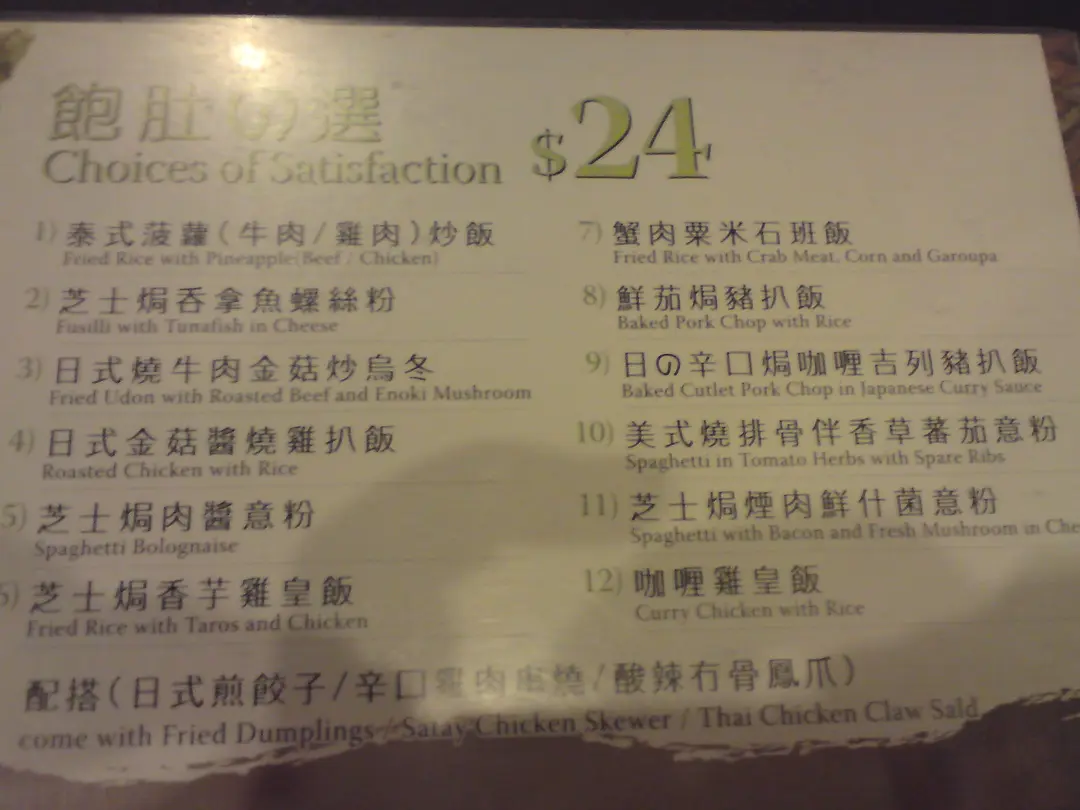 飽肚の選
Choices of Satisfaction
$24
1) 泰式菠蘿(牛肉/雞肉)炒飯
Fried Rice with Pineapple(Beef / Chicken)
2) 芝士焗吞拿魚螺絲粉
Fusilli with Tunafish in Cheese
3) 日式燒牛肉金菇炒烏冬
Fried Udon with Roasted Beef and Enoki Mushroom
4) 日式金菇醬燒雞扒飯
Roasted Chicken with Rice
5) 芝士焗肉醬意粉
Spaghetti Bolognaise
6) 芝士焗香芋雞皇飯
Fried Rice with Taros and Chicken
7) 蟹肉粟米石班飯
Fried Rice with Crab Meat, Corn and Garoupa
8) 鮮茄焗豬扒飯
Baked Pork Chop with Rice
9) 日の辛口焗咖喱吉列豬扒飯
Baked Cutlet Pork Chop in Japanese Curry Sauce
10) 美式燒排骨伴香草蕃茄意粉
Spaghetti in Tomato Herbs with Spare Ribs
11) 芝士焗煙肉鮮什菌意粉
Spaghetti with Bacon and Fresh Mushroom in Che
12) 咖喱雞皇飯
Curry Chicken with Rice
配搭(日式煎餃子/辛口雞肉串燒/酸辣冇骨鳳爪)
come with Fried Dumplings / Satay Chicken Skewer / Thai Chicken Claw Sald